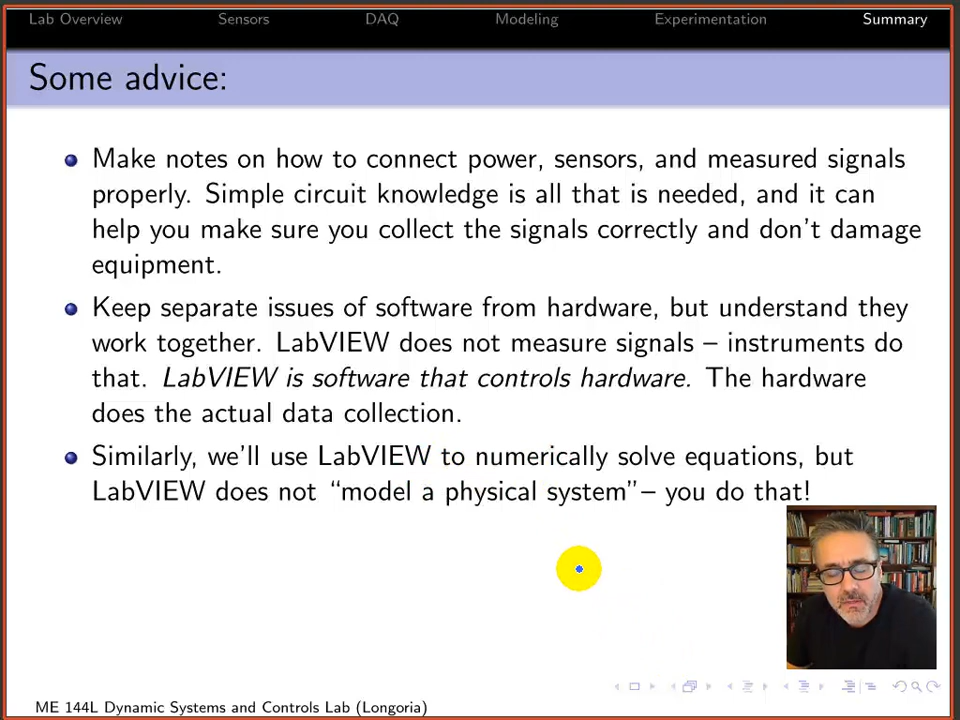 Lab Overview Sensors DAQ Modeling Experimentation Summary
Some advice:
Make notes on how to connect power, sensors, and measured signals
properly. Simple circuit knowledge is all that is needed, and it can
help you make sure you collect the signals correctly and don't damage
equipment.
Keep separate issues of software from hardware, but understand they
work together. LabVIEW does not measure signals – instruments do
that. LabVIEW is software that controls hardware. The hardware
does the actual data collection.
Similarly, we'll use LabVIEW to numerically solve equations, but
LabVIEW does not “model a physical system”– you do that!
ME 144L Dynamic Systems and Controls Lab (Longoria)